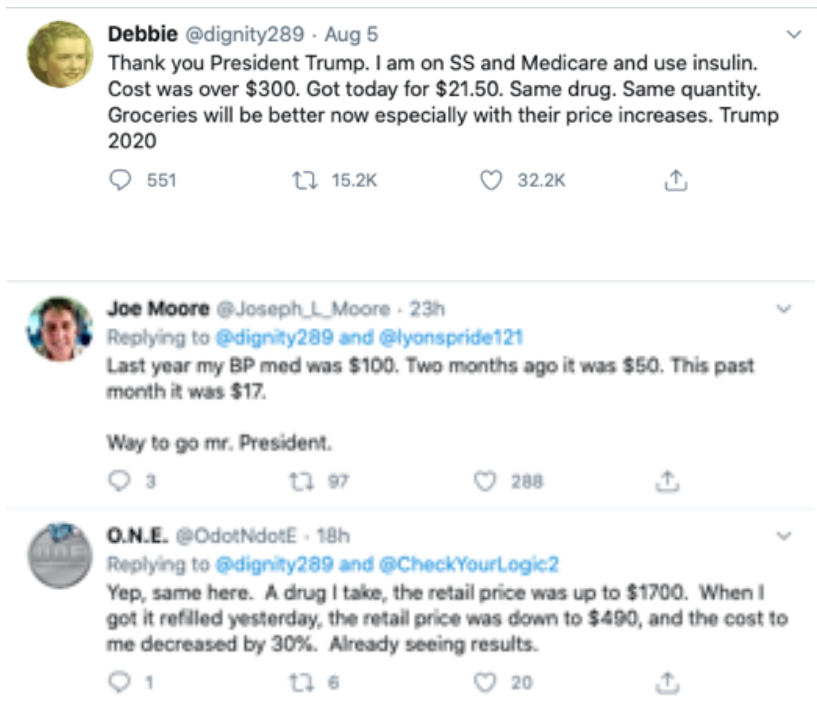 Debbie @dignity289 · Aug 5
Thank you President Trump. I am on SS and Medicare and use insulin.
Cost was over $300. Got today for $21.50. Same drug. Same quantity.
Groceries will be better now especially with their price increases. Trump
2020
551 15.2K 32.2K
Joe Moore @Joseph_L_Moore · 23h
Replying to @dignity289 and @lyonspride121
Last year my BP med was $100. Two months ago it was $50. This past
month it was $17.
Way to go mr. President.
3 97 288
O.N.E. @OdotNdotE · 18h
Replying to @dignity289 and @CheckYourLogic2
Yep, same here. A drug I take, the retail price was up to $1700. When I
got it refilled yesterday, the retail price was down to $490, and the cost to
me decreased by 30%. Already seeing results.
1 6 20